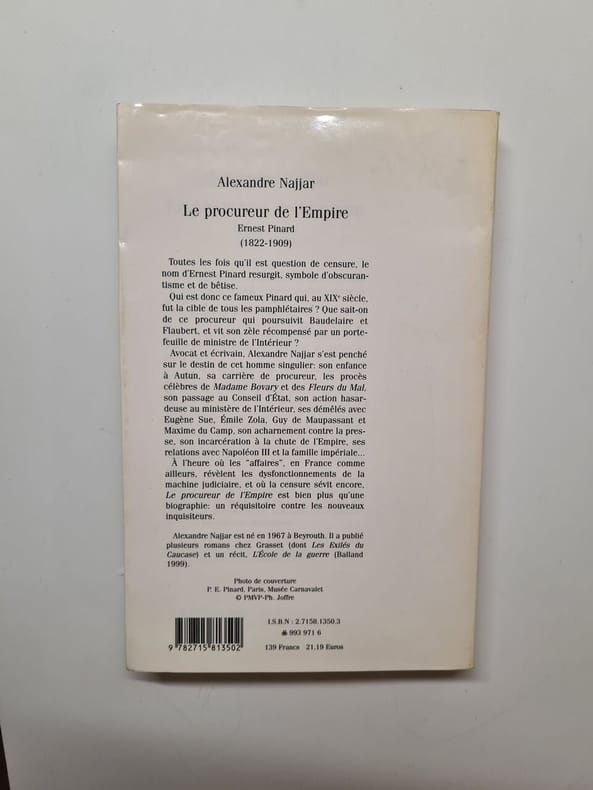 Alexandre Najjar
Le procureur de l'Empire
Ernest Pinard
(1822-1909)
Toutes les fois qu'il est question de censure, le
nom d'Ernest Pinard resurgit, symbole d'obscuran-
tisme et de bêtise.
Qui est donc ce fameux Pinard qui, au XIXe siècle,
fut la cible de tous les pamphlétaires ? Que sait-on
de ce procureur qui poursuivit Baudelaire et
Flaubert, et vit son zèle récompensé par un porte-
feuille de ministre de l'Intérieur ?
Avocat et écrivain, Alexandre Najjar s'est penché
sur le destin de cet homme singulier: son enfance
à Autun, sa carrière de procureur, les procès
célèbres de Madame Bovary et des Fleurs du Mal,
son passage au Conseil d'État, son action hasar-
deuse au ministère de l'Intérieur, ses démêlés avec
Eugène Sue, Émile Zola, Guy de Maupassant et
Maxime du Camp, son acharnement contre la pres-
se, son incarcération à la chute de l'Empire, ses
relations avec Napoléon III et la famille impériale...
À l'heure où les "affaires", en France comme
ailleurs, révèlent les dysfonctionnements de la
machine judiciaire, et où la censure sévit encore,
Le procureur de l'Empire est bien plus qu'une
biographie: un réquisitoire contre les nouveaux
inquisiteurs.
Alexandre Najjar est né en 1967 à Beyrouth. Il a publié
plusieurs romans chez Grasset (dont Les Exilés du
Caucase) et un récit, L'École de la guerre (Balland
1999).
Photo de couverture
P. E. Pinard, Paris, Musée Carnavalet
© PMVP-Ph. Joffre
I.S.B.N : 2.7158.1350.3
993 971 6
9 782715 813502
139 Francs 21,19 Euros